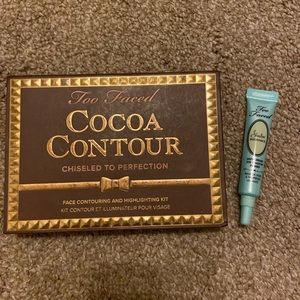 Too Faced
COCOA
CONTOUR
CHISELED TO PERFECTION
FACE CONTOURING AND HIGHLIGHTING KIT
KIT CONTOUR ET ILLUMINATEUR POUR VISAGE
Too Faced